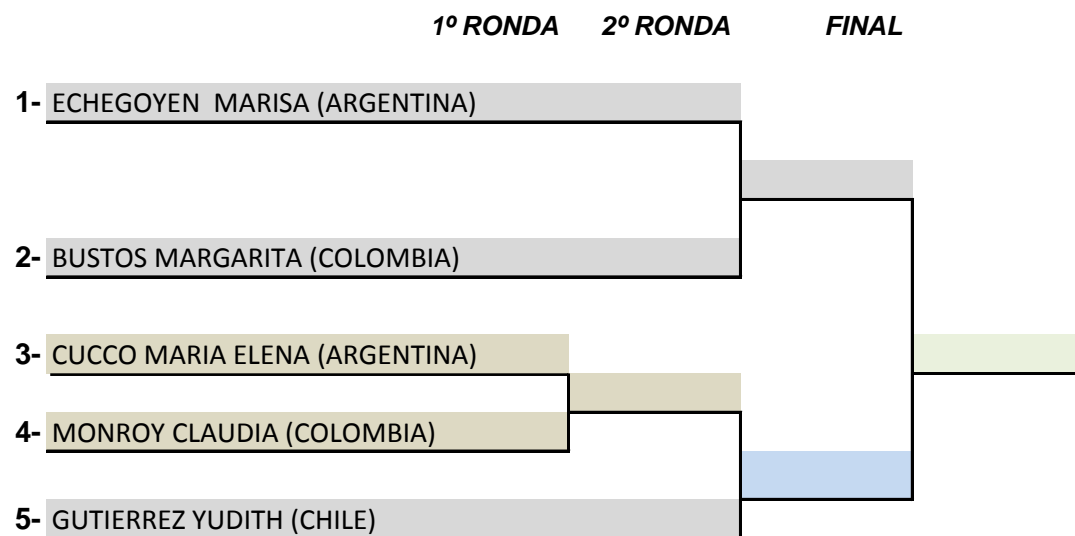 1º RONDA 2º RONDA FINAL
1- ECHEGOYEN MARISA (ARGENTINA)
2- BUSTOS MARGARITA (COLOMBIA)
3- CUCCO MARIA ELENA (ARGENTINA)
4- MONROY CLAUDIA (COLOMBIA)
5- GUTIERREZ YUDITH (CHILE)